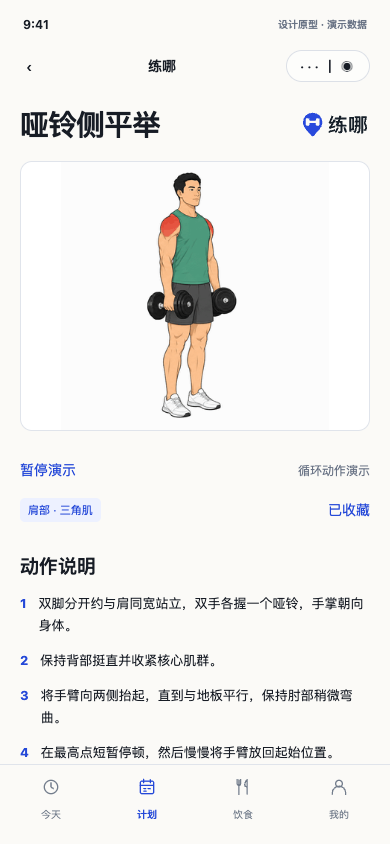 9:41
设计原型 · 演示数据
‹
练哪
哑铃侧平举
练哪
暂停演示
循环动作演示
肩部 · 三角肌
已收藏
动作说明
1 双脚分开约与肩同宽站立，双手各握一个哑铃，手掌朝向
身体。
2 保持背部挺直并收紧核心肌群。
3 将手臂向两侧抬起，直到与地板平行，保持肘部稍微弯
曲。
4 在最高点短暂停顿，然后慢慢将手臂放回起始位置。
今天
计划
饮食
我的